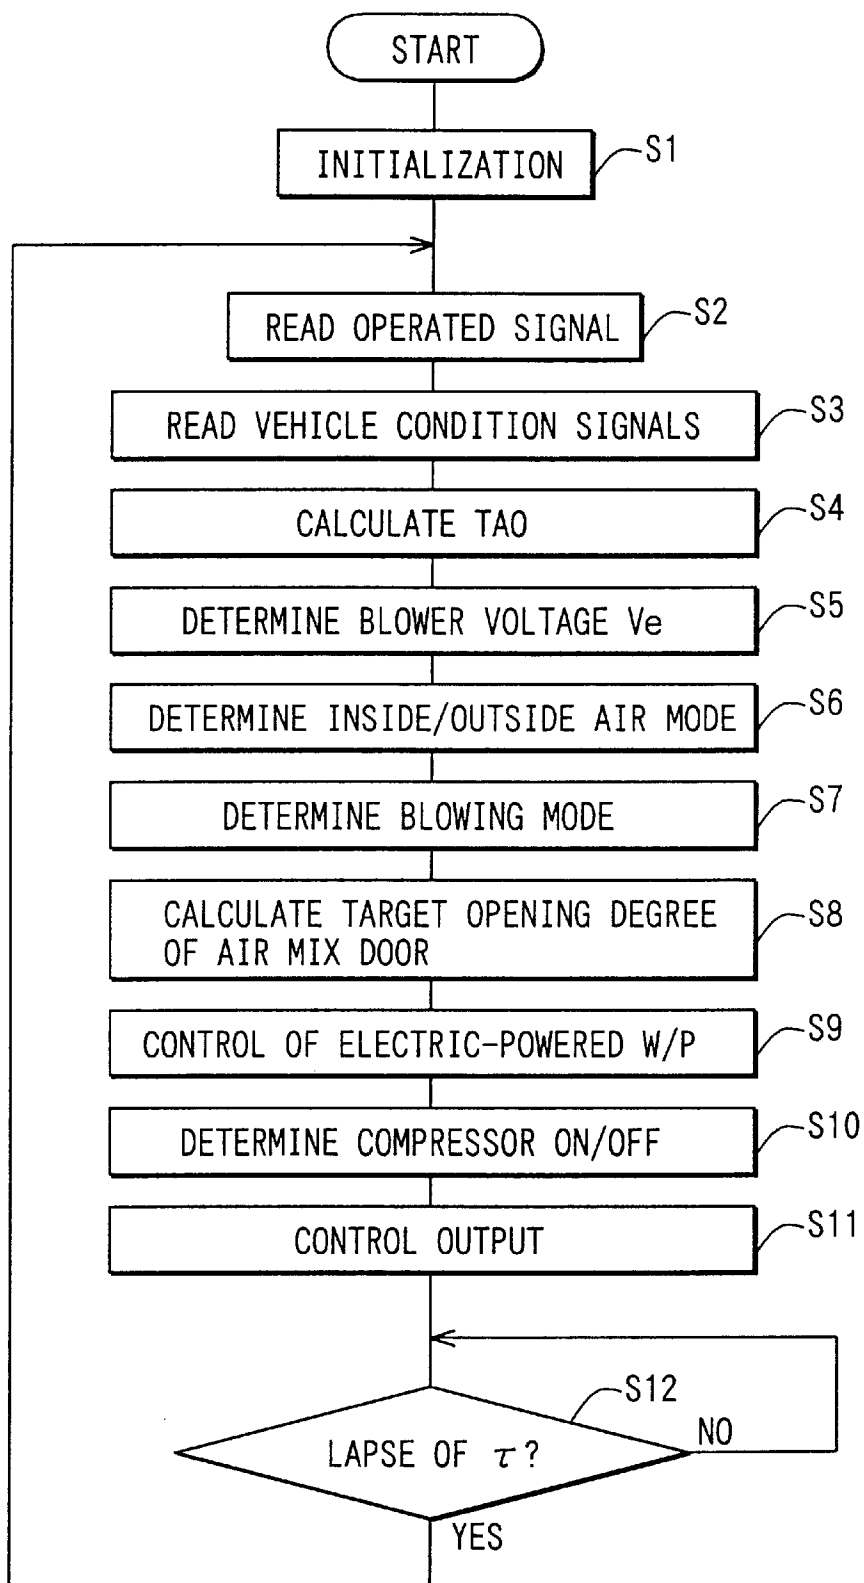 START
INITIALIZATION
S1
READ OPERATED SIGNAL
S2
READ VEHICLE CONDITION SIGNALS
S3
CALCULATE TAO
S4
DETERMINE BLOWER VOLTAGE Ve
S5
DETERMINE INSIDE/OUTSIDE AIR MODE
S6
DETERMINE BLOWING MODE
S7
CALCULATE TARGET OPENING DEGREE
OF AIR MIX DOOR
S8
CONTROL OF ELECTRIC-POWERED W/P
S9
DETERMINE COMPRESSOR ON/OFF
S10
CONTROL OUTPUT
S11
S12
LAPSE OF τ?
NO
YES